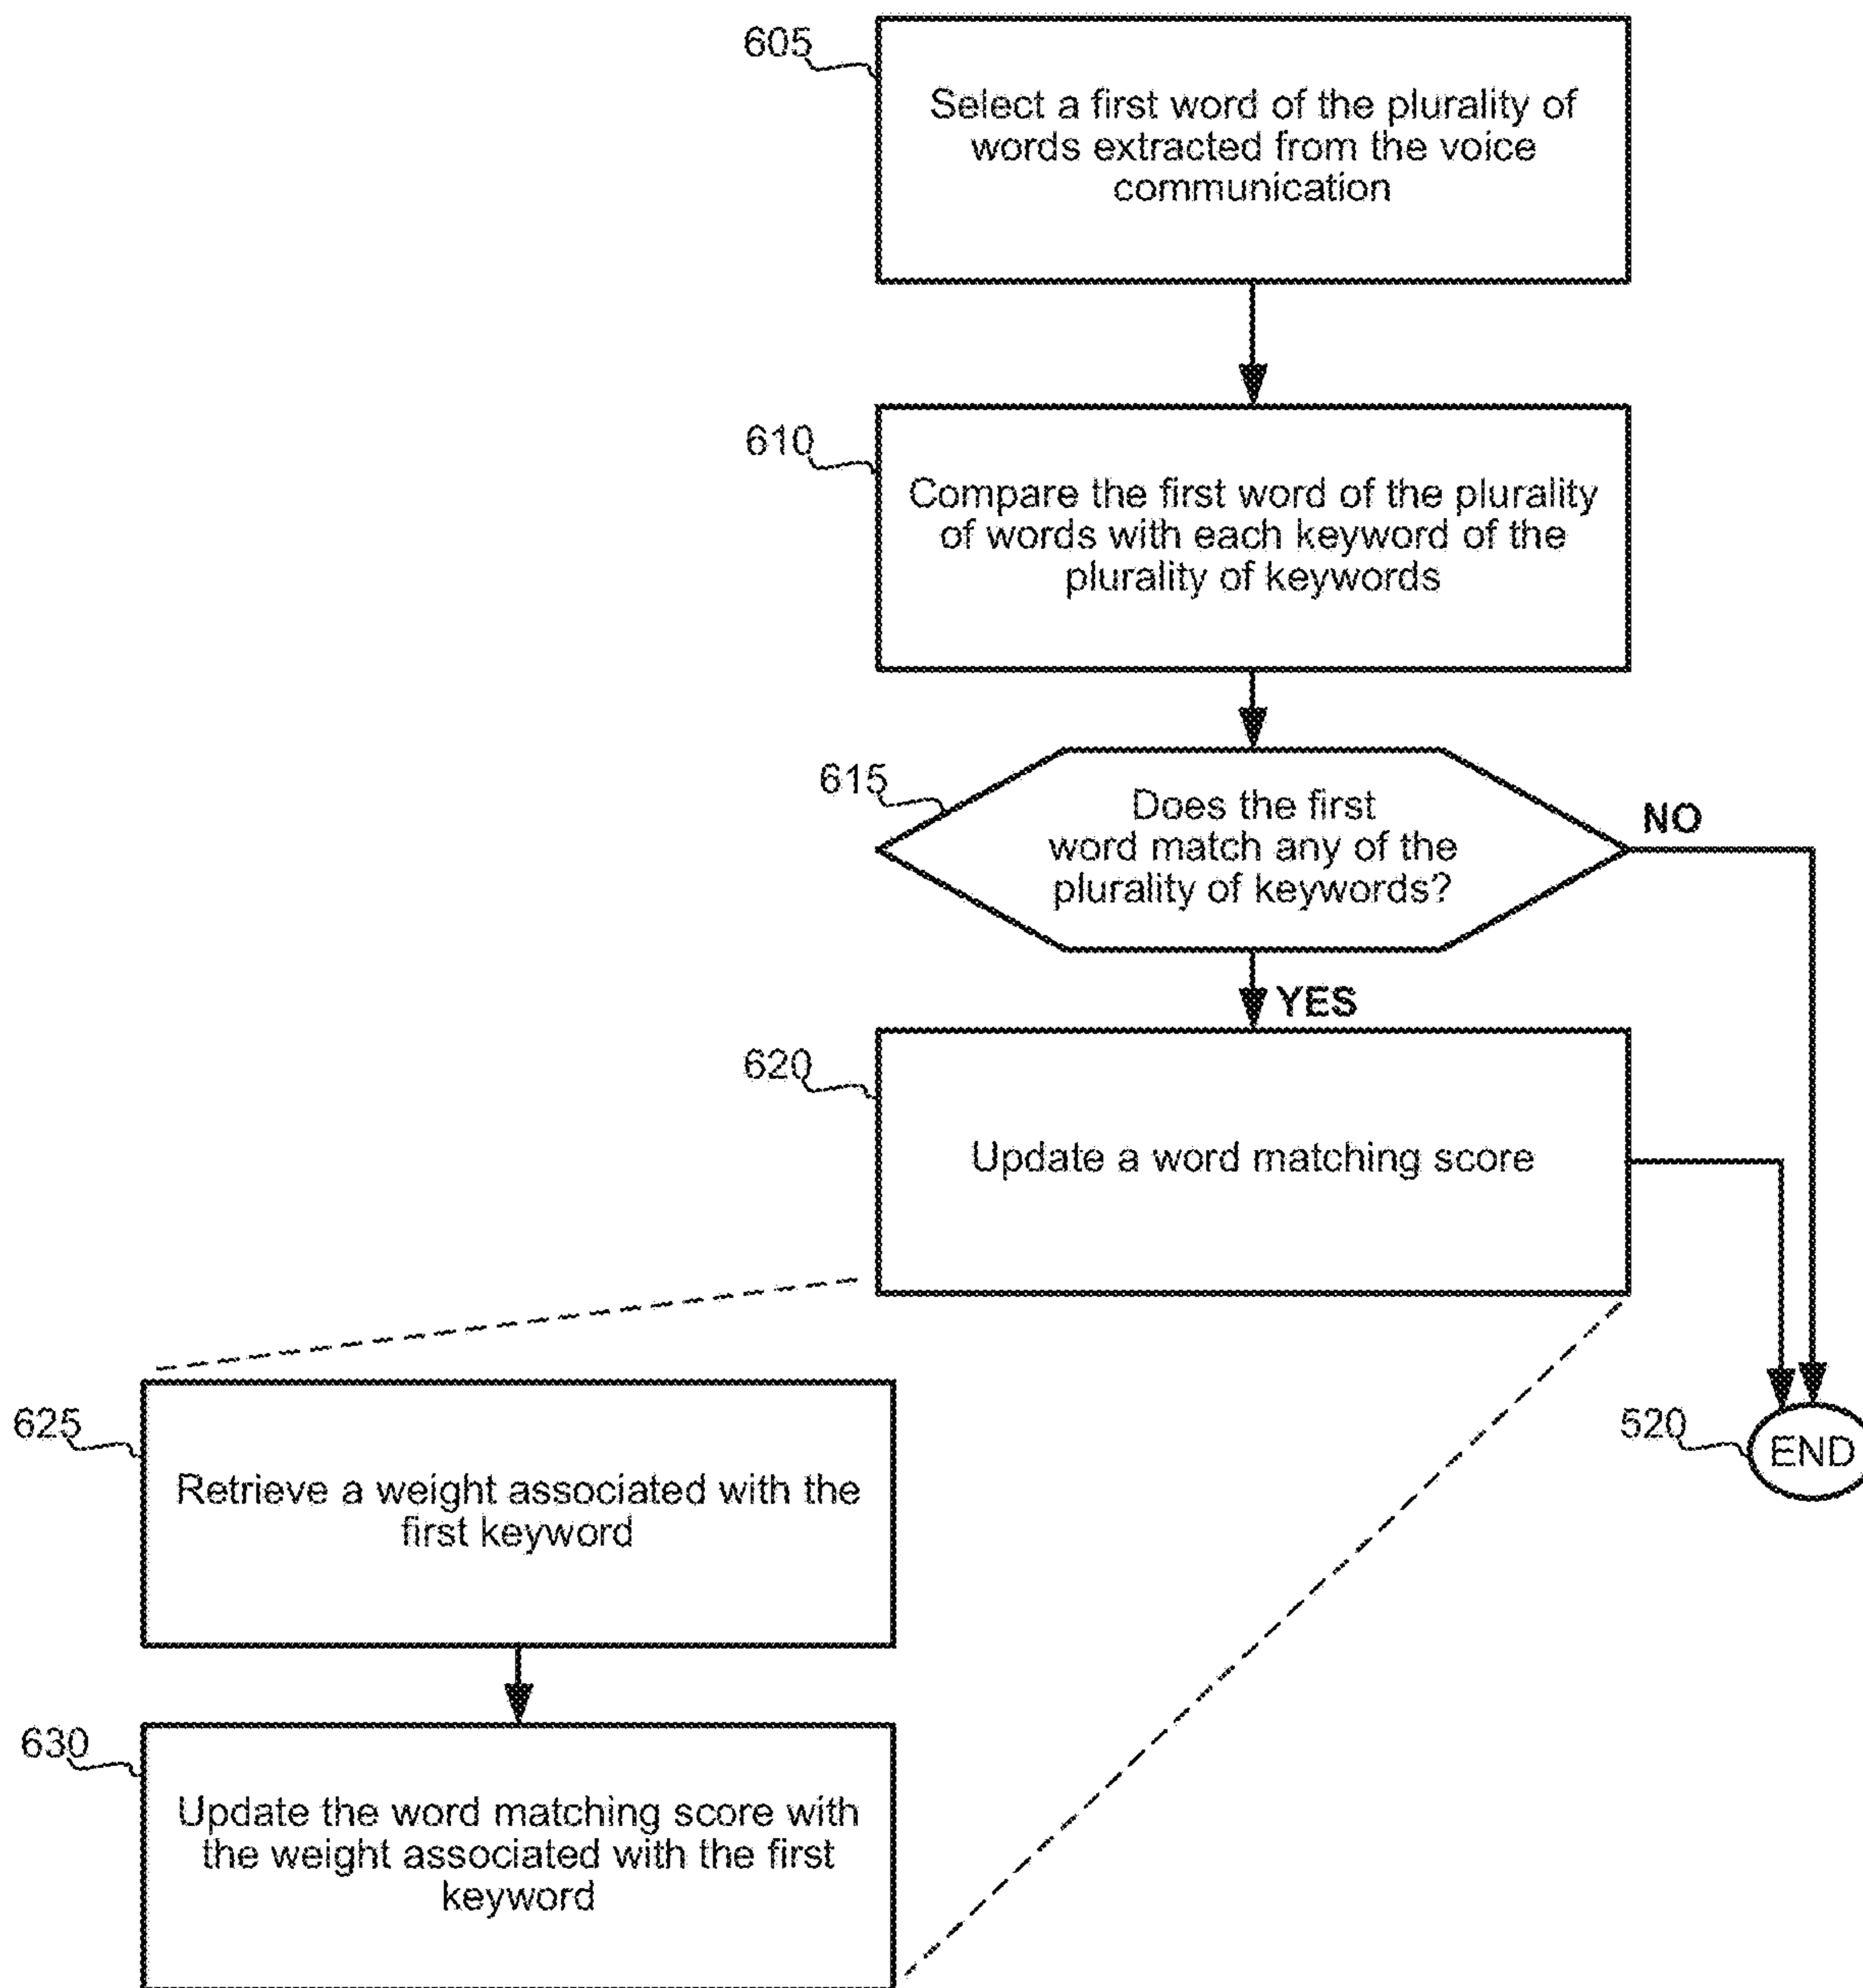 605
Select a first word of the plurality of
words extracted from the voice
communication
610
Compare the first word of the plurality
of words with each keyword of the
plurality of keywords
615
Does the first
word match any of the
plurality of keywords?
NO
YES
620
Update a word matching score
625
Retrieve a weight associated with the
first keyword
520
END
630
Update the word matching score with
the weight associated with the first
keyword